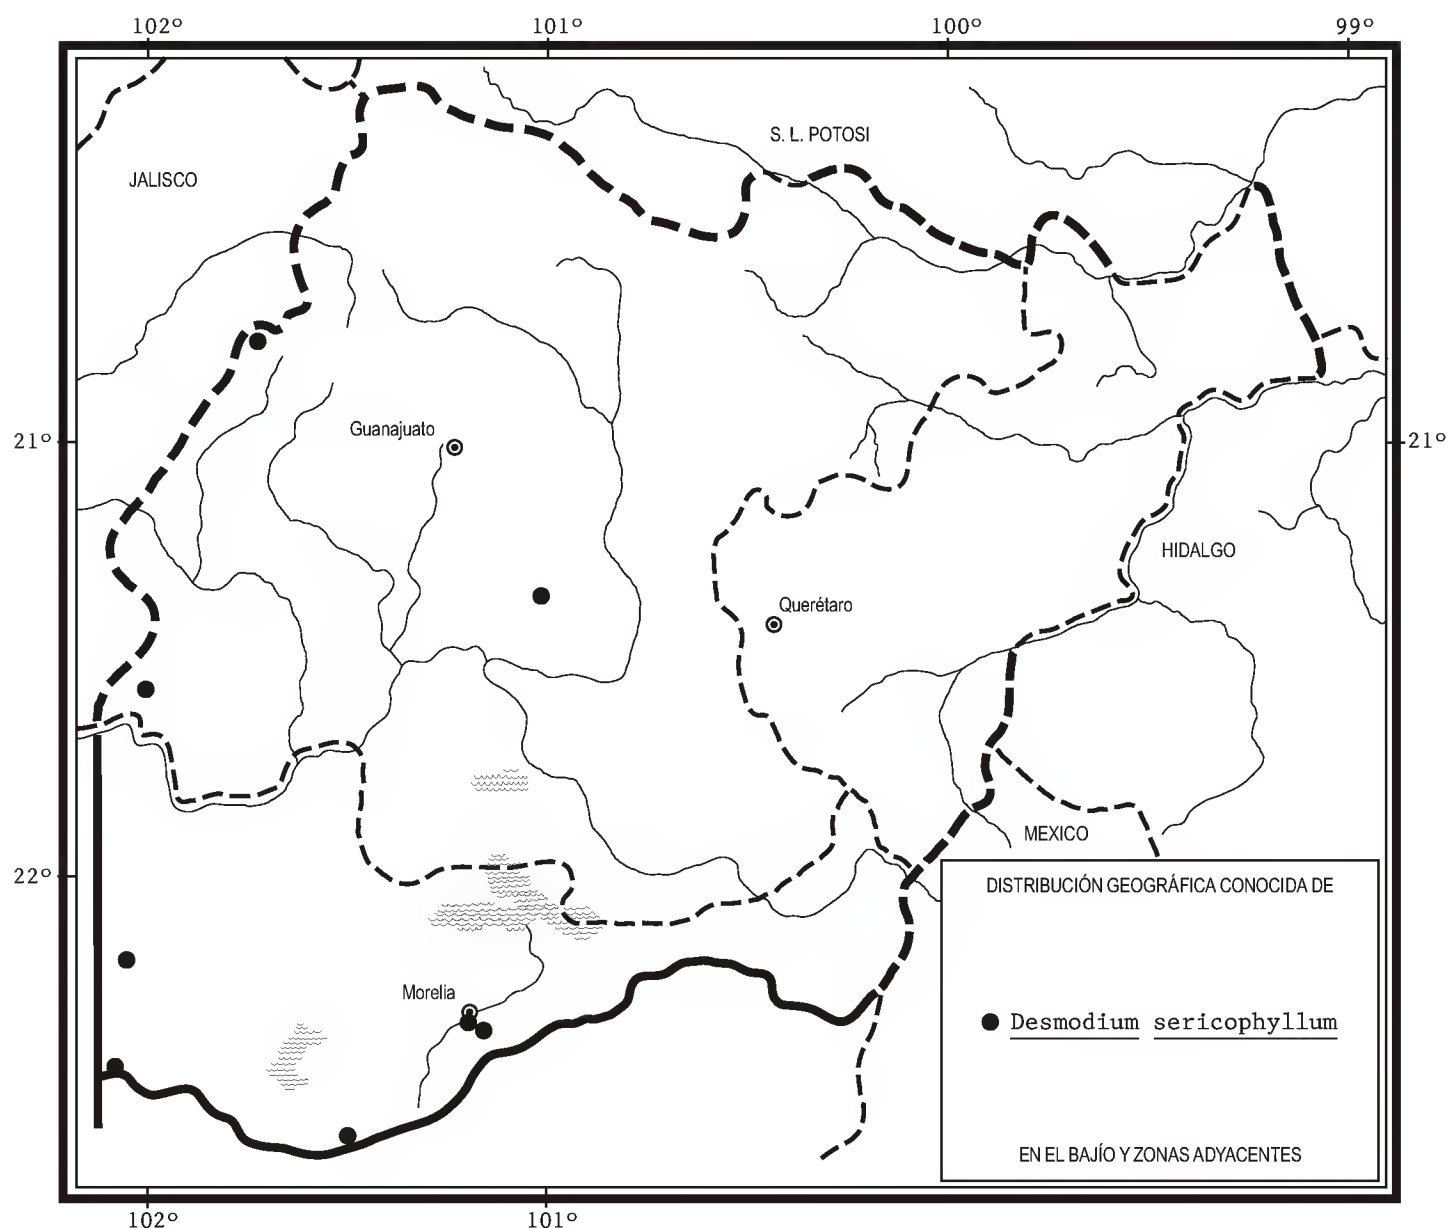 102° 101° 100° 99°
S. L. POTOSI
JALISCO
Guanajuato
21° 21°
HIDALGO
Querétaro
MEXICO
22°
DISTRIBUCIÓN GEOGRÁFICA CONOCIDA DE
Morelia
Desmodium sericophyllum
EN EL BAJÍO Y ZONAS ADYACENTES
102° 101°